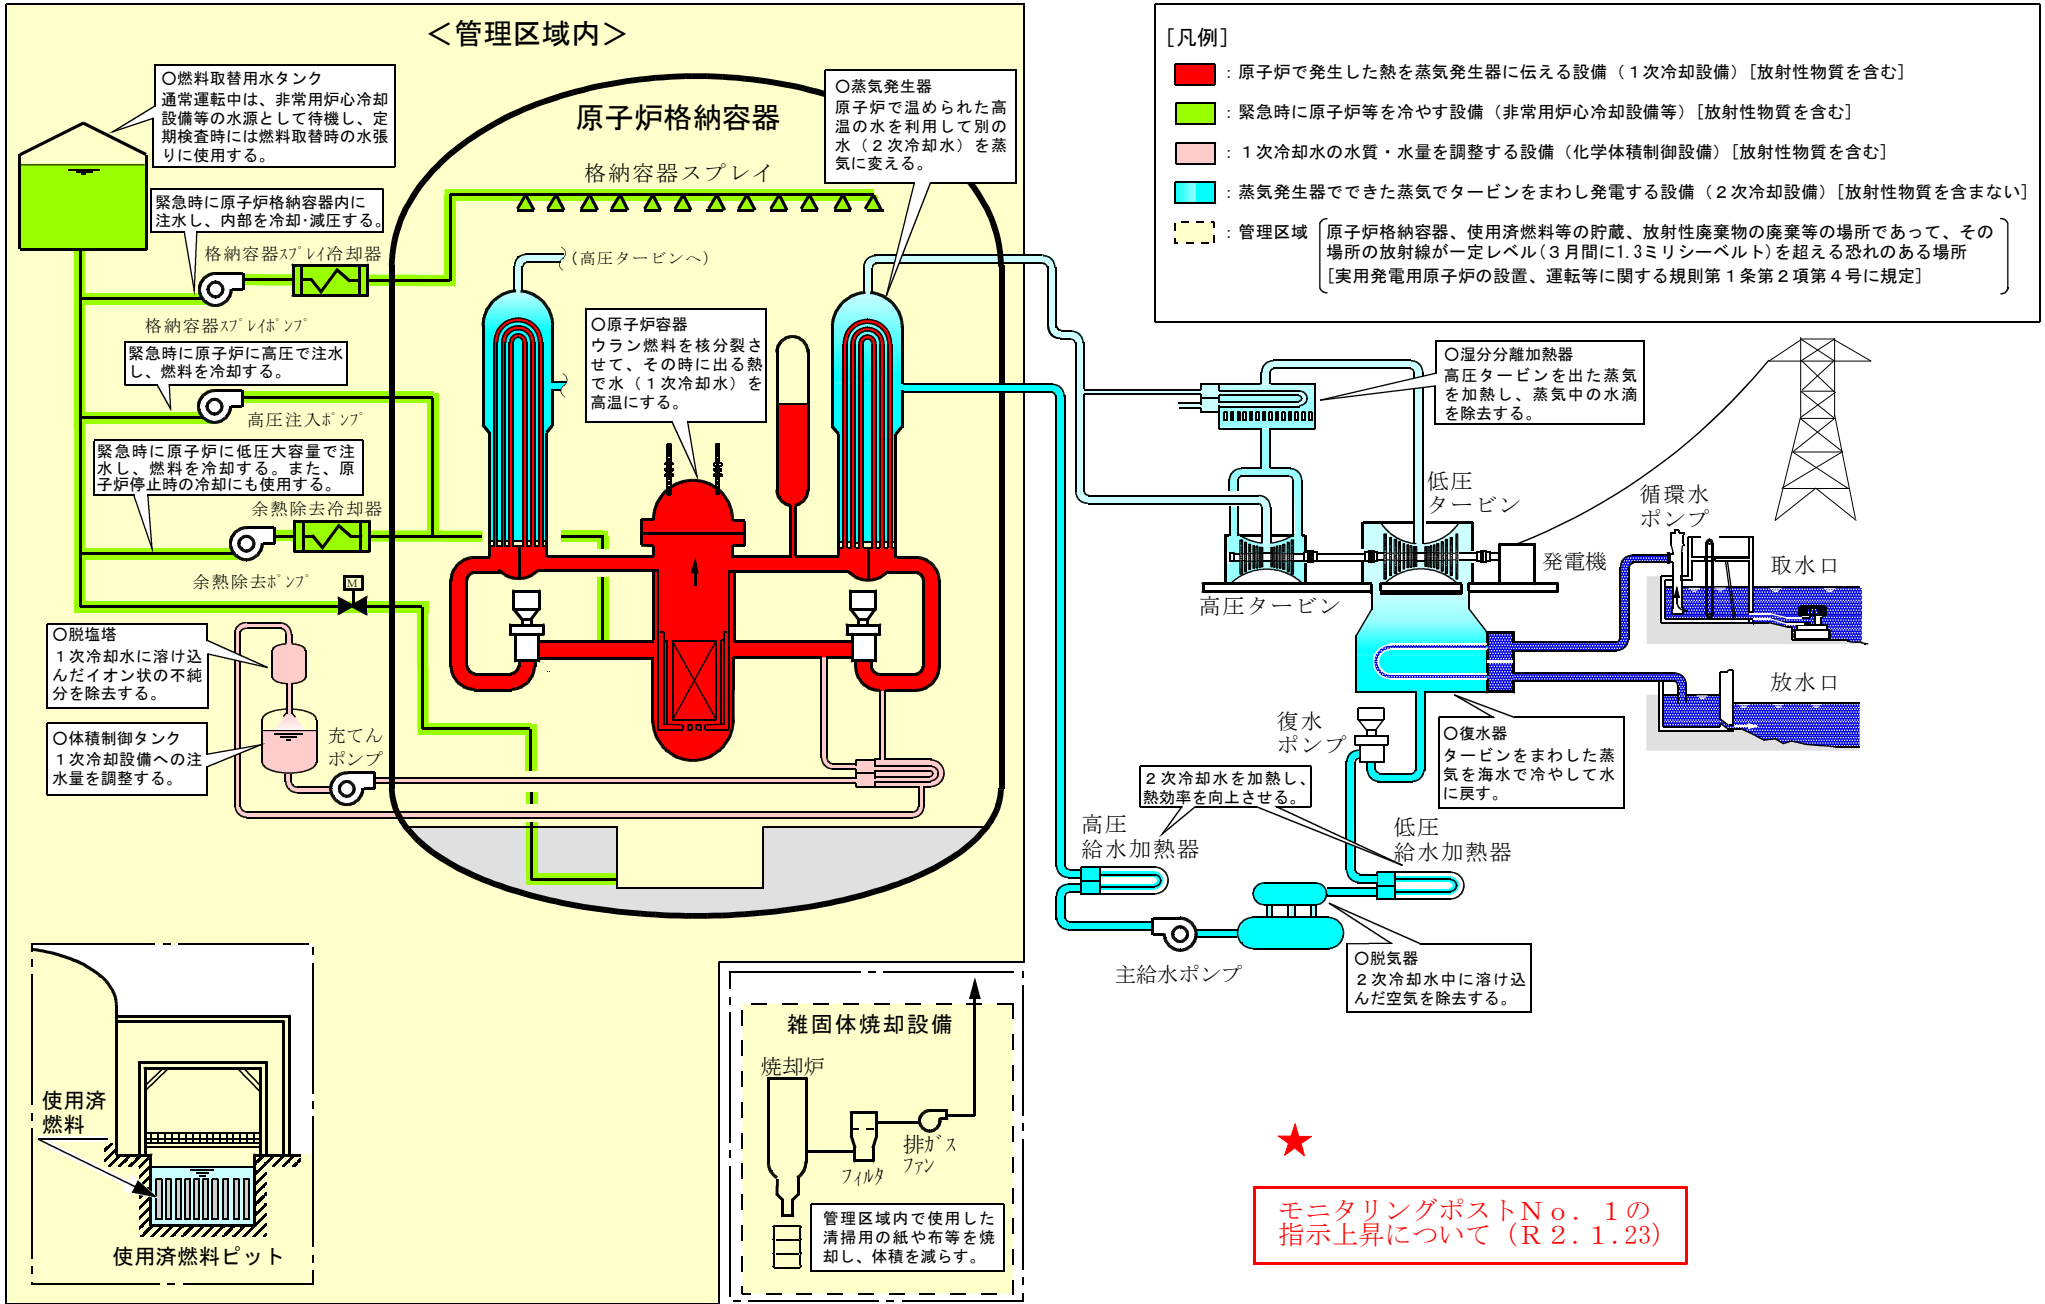 ＜管理区域内＞
○燃料取替用水タンク
通常運転中は、非常用炉心冷却
設備等の水源として待機し、定
期検査時には燃料取替時の水張
りに使用する。
緊急時に原子炉格納容器内に
注水し、内部を冷却･減圧する。
格納容器ｽﾌﾟﾚｲ冷却器
格納容器ｽﾌﾟﾚｲﾎﾟﾝﾌﾟ
緊急時に原子炉に高圧で注水
し、燃料を冷却する。
高圧注入ﾎﾟﾝﾌﾟ
緊急時に原子炉に低圧大容量で注
水し、燃料を冷却する。また、原
子炉停止時の冷却にも使用する。
余熱除去冷却器
余熱除去ﾎﾟﾝﾌﾟ
M
○脱塩塔
１次冷却水に溶け込
んだイオン状の不純
分を除去する。
○体積制御タンク
１次冷却設備への注
水量を調整する。
充てん
ポンプ
原子炉格納容器
格納容器スプレイ
○蒸気発生器
原子炉で温められた高
温の水を利用して別の
水（２次冷却水）を蒸
気に変える。
（高圧タービンへ）
○原子炉容器
ウラン燃料を核分裂さ
せて、その時に出る熱
で水（１次冷却水）を
高温にする。
［凡例］
：原子炉で発生した熱を蒸気発生器に伝える設備（１次冷却設備）［放射性物質を含む］
：緊急時に原子炉等を冷やす設備（非常用炉心冷却設備等）［放射性物質を含む］
：１次冷却水の水質・水量を調整する設備（化学体積制御設備）［放射性物質を含む］
：蒸気発生器でできた蒸気でタービンをまわし発電する設備（２次冷却設備）［放射性物質を含まない］
：管理区域
原子炉格納容器、使用済燃料等の貯蔵、放射性廃棄物の廃棄等の場所であって、その
場所の放射線が一定レベル(３月間に1.3ミリシーベルト)を超える恐れのある場所
［実用発電用原子炉の設置、運転等に関する規則第１条第２項第４号に規定］
○湿分分離加熱器
高圧タービンを出た蒸気
を加熱し、蒸気中の水滴
を除去する。
低圧
タービン
高圧タービン
発電機
循環水
ポンプ
取水口
放水口
復水
ポンプ
○復水器
タービンをまわした蒸
気を海水で冷やして水
に戻す。
２次冷却水を加熱し、
熱効率を向上させる。
高圧
給水加熱器
低圧
給水加熱器
主給水ポンプ
○脱気器
２次冷却水中に溶け込
んだ空気を除去する。
使用済
燃料
使用済燃料ピット
雑固体焼却設備
焼却炉
フィルタ
排ｶﾞｽ
ファン
管理区域内で使用した
清掃用の紙や布等を焼
却し、体積を減らす。
★
モニタリングポストＮｏ．１の
指示上昇について（Ｒ２.１.23）